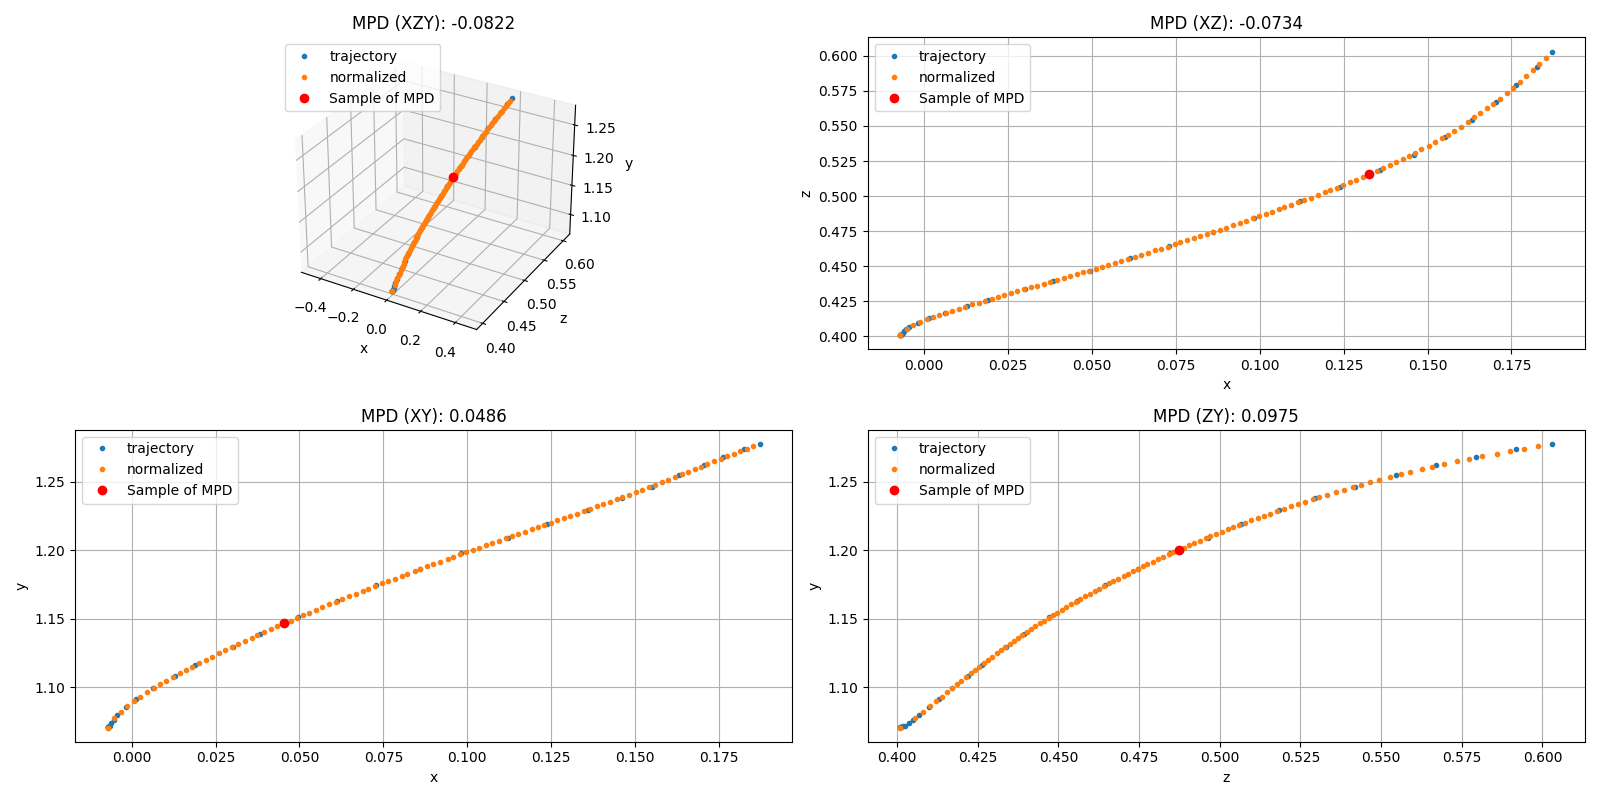 MPD (XZY): -0.0822
trajectory
normalized
Sample of MPD
1.25
1.20
1.15
1.10
y
0.60
0.55
0.50
0.45
0.40
z
−0.4
−0.2
0.0
0.2
0.4
x
MPD (XZ): -0.0734
trajectory
normalized
Sample of MPD
0.600
0.575
0.550
0.525
0.500
0.475
0.450
0.425
0.400
z
0.000 0.025 0.050 0.075 0.100 0.125 0.150 0.175
x
MPD (XY): 0.0486
trajectory
normalized
Sample of MPD
1.25
1.20
1.15
1.10
y
0.000 0.025 0.050 0.075 0.100 0.125 0.150 0.175
x
MPD (ZY): 0.0975
trajectory
normalized
Sample of MPD
1.25
1.20
1.15
1.10
y
0.400 0.425 0.450 0.475 0.500 0.525 0.550 0.575 0.600
z